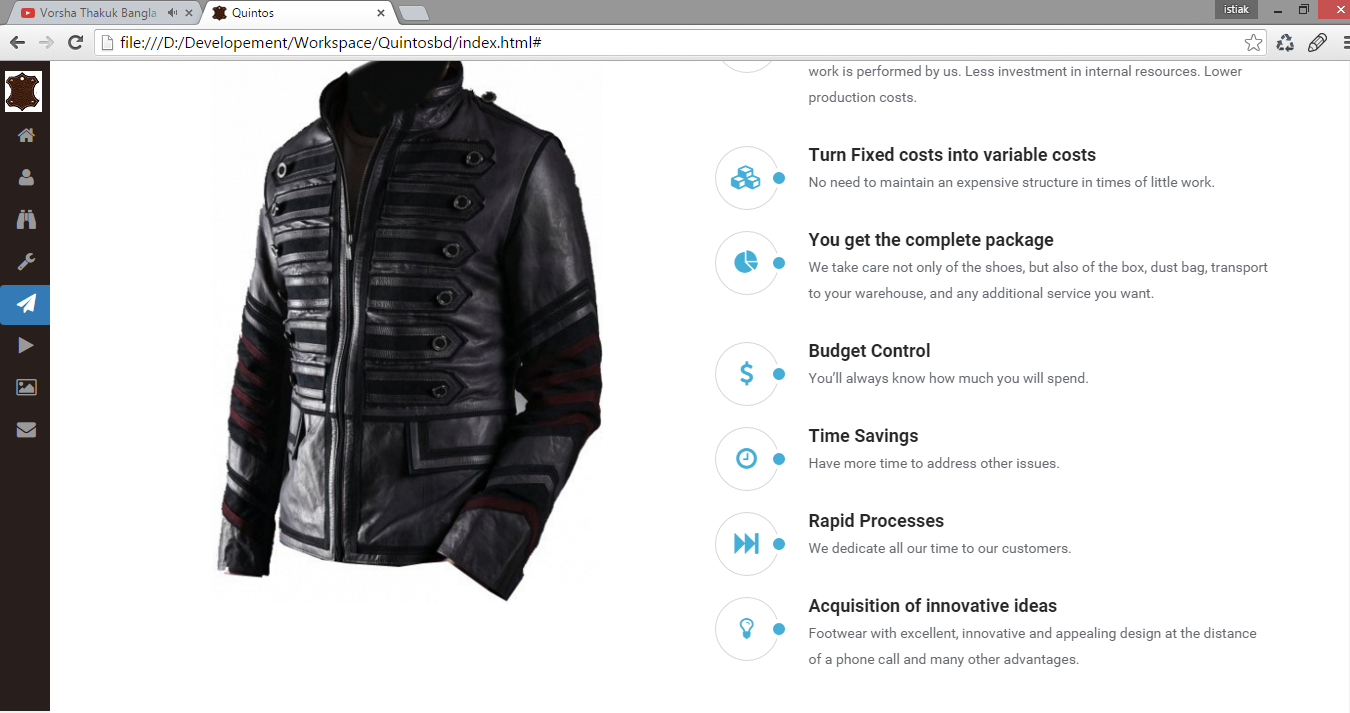 Vorsha Thakuk Bangla
Quintos
istiak
file:///D:/Developement/Workspace/Quintosbd/index.html#
work is performed by us. Less investment in internal resources. Lower
production costs.
Turn Fixed costs into variable costs
No need to maintain an expensive structure in times of little work.
You get the complete package
We take care not only of the shoes, but also of the box, dust bag, transport
to your warehouse, and any additional service you want.
Budget Control
You’ll always know how much you will spend.
Time Savings
Have more time to address other issues.
Rapid Processes
We dedicate all our time to our customers.
Acquisition of innovative ideas
Footwear with excellent, innovative and appealing design at the distance
of a phone call and many other advantages.